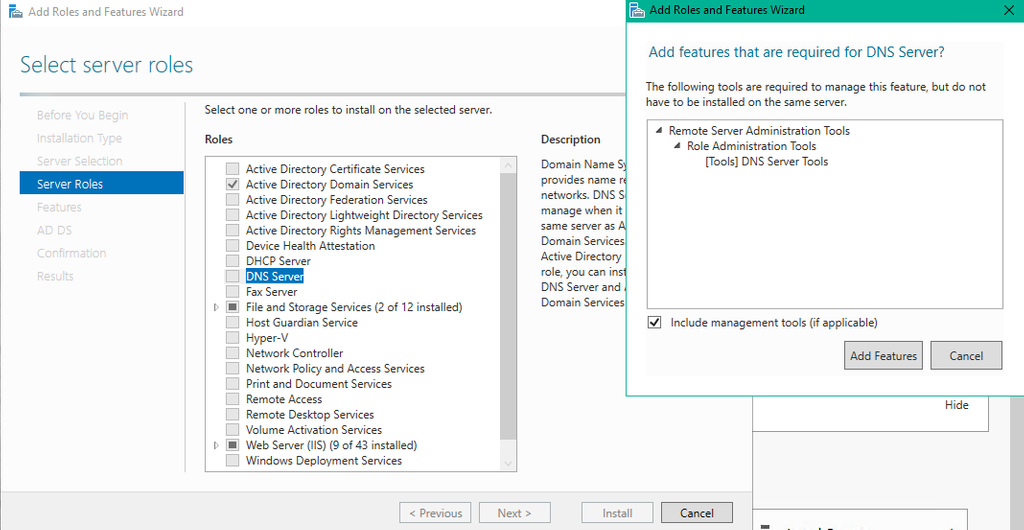 Add Roles and Features Wizard
Select server roles
Before You Begin
Installation Type
Server Selection
Server Roles
Features
AD DS
Confirmation
Results
Select one or more roles to install on the selected server.
Roles
Active Directory Certificate Services
Active Directory Domain Services
Active Directory Federation Services
Active Directory Lightweight Directory Services
Active Directory Rights Management Services
Device Health Attestation
DHCP Server
DNS Server
Fax Server
File and Storage Services (2 of 12 installed)
Host Guardian Service
Hyper-V
Network Controller
Network Policy and Access Services
Print and Document Services
Remote Access
Remote Desktop Services
Volume Activation Services
Web Server (IIS) (9 of 43 installed)
Windows Deployment Services
Description
Domain Name Sy
provides name re
networks. DNS S
manage when it
same server as A
Domain Services
Active Directory
role, you can inst
DNS Server and A
Domain Services
< Previous
Next >
Install
Cancel
Add Roles and Features Wizard
Add features that are required for DNS Server?
The following tools are required to manage this feature, but do not
have to be installed on the same server.
Remote Server Administration Tools
Role Administration Tools
[Tools] DNS Server Tools
Include management tools (if applicable)
Add Features
Cancel
Hide